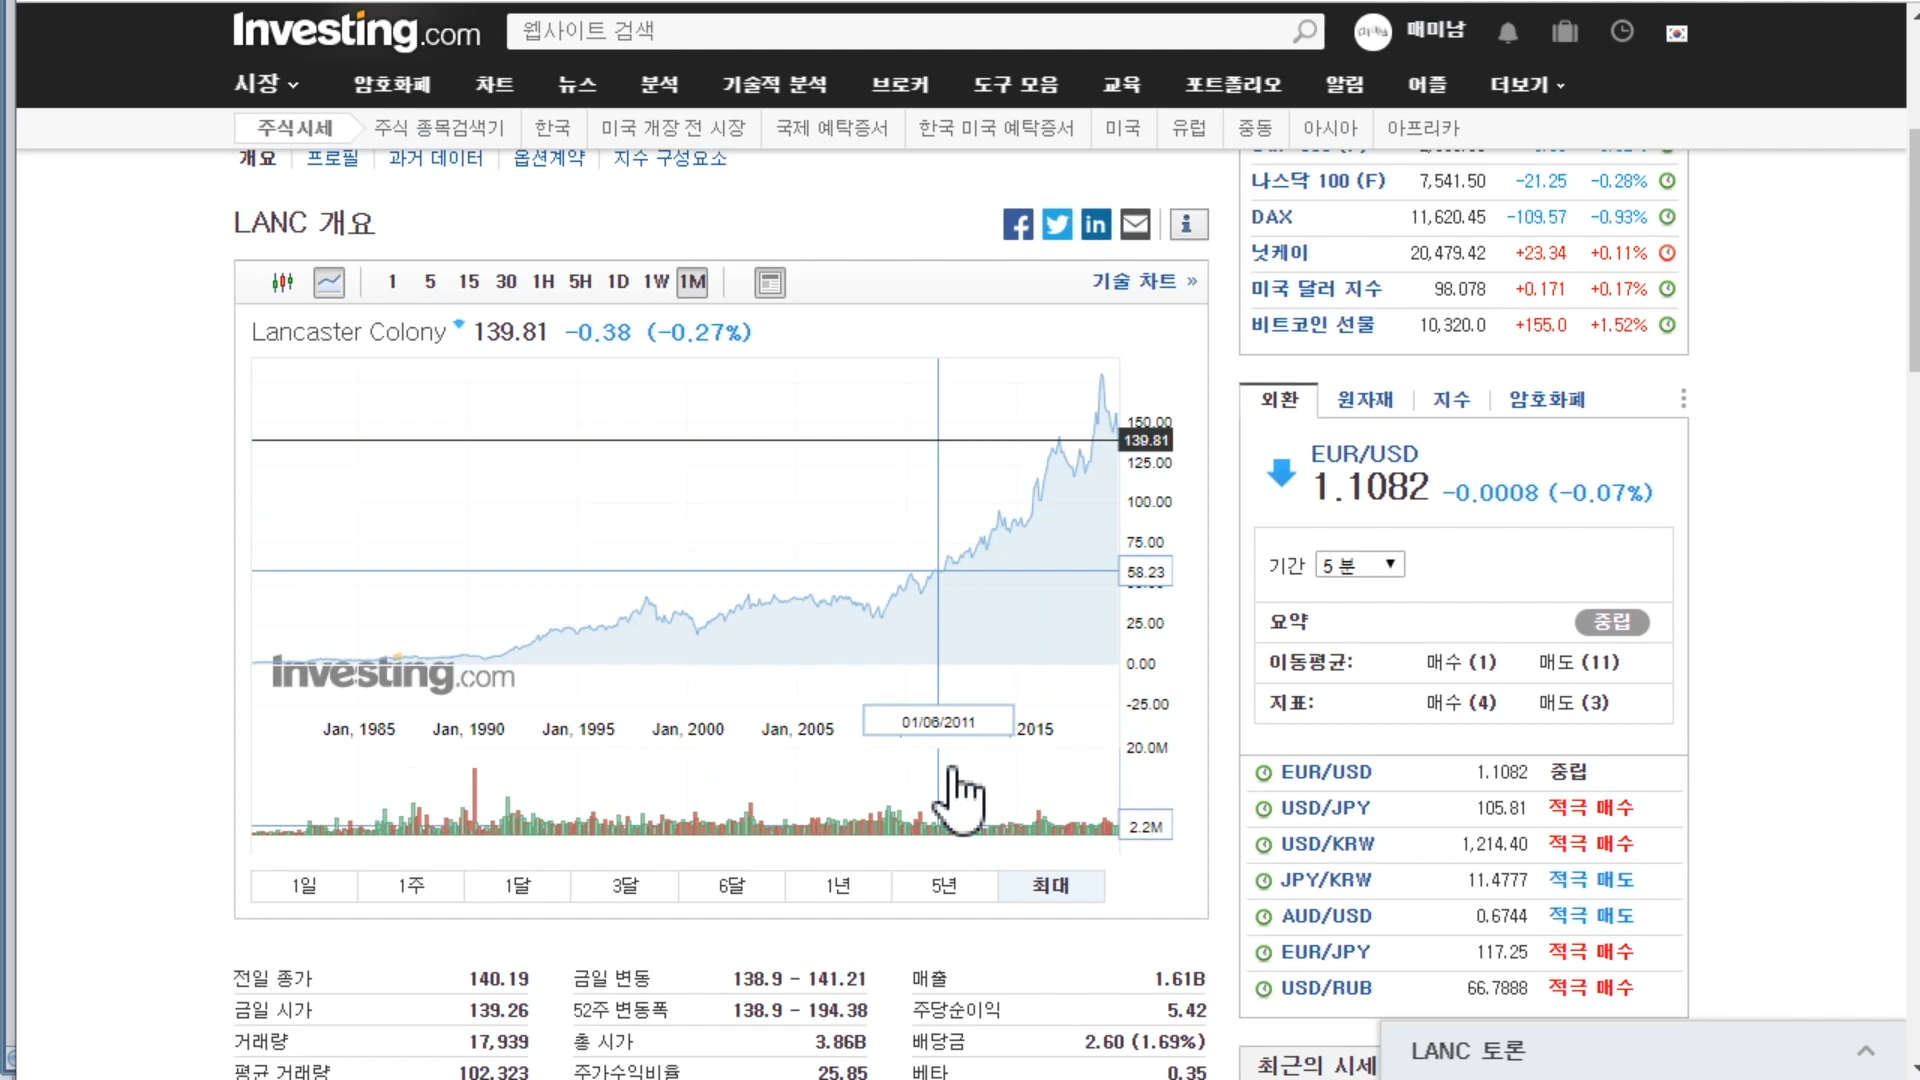 Investing.com
웹사이트 검색
매미남
시장
암호화폐
차트
뉴스
분석
기술적 분석
브로커
도구 모음
교육
포트폴리오
알림
어플
더보기
주식시세
주식 종목검색기
한국
미국 개장 전 시장
국제 예탁증서
한국 미국 예탁증서
미국
유럽
중동
아시아
아프리카
개요
프로필
과거 데이터
옵션계약
지수 구성요소
LANC 개요
1 5 15 30 1H 5H 1D 1W 1M
기술 차트 »
Lancaster Colony 139.81 -0.38 (-0.27%)
150.00
139.81
125.00
100.00
75.00
58.23
25.00
0.00
-25.00
Investing.com
Jan, 1985 Jan, 1990 Jan, 1995 Jan, 2000 Jan, 2005 01/06/2011 2015
20.0M
2.2M
1일 1주 1달 3달 6달 1년 5년 최대
전일 종가 140.19
금일 시가 139.26
거래량 17,939
평균 거래량 102,323
금일 변동 138.9 - 141.21
52주 변동폭 138.9 - 194.38
총 시가 3.86B
주가수익비율 25.85
매출 1.61B
주당순이익 5.42
배당금 2.60 (1.69%)
베타 0.35
나스닥 100 (F) 7,541.50 -21.25 -0.28%
DAX 11,620.45 -109.57 -0.93%
닛케이 20,479.42 +23.34 +0.11%
미국 달러 지수 98.078 +0.171 +0.17%
비트코인 선물 10,320.0 +155.0 +1.52%
외환 원자재 지수 암호화폐
EUR/USD
1.1082 -0.0008 (-0.07%)
기간 5 분
요약 중립
이동평균: 매수 (1) 매도 (11)
지표: 매수 (4) 매도 (3)
EUR/USD 1.1082 중립
USD/JPY 105.81 적극 매수
USD/KRW 1,214.40 적극 매수
JPY/KRW 11.4777 적극 매도
AUD/USD 0.6744 적극 매도
EUR/JPY 117.25 적극 매수
USD/RUB 66.7888 적극 매수
최근의 시세
LANC 토론